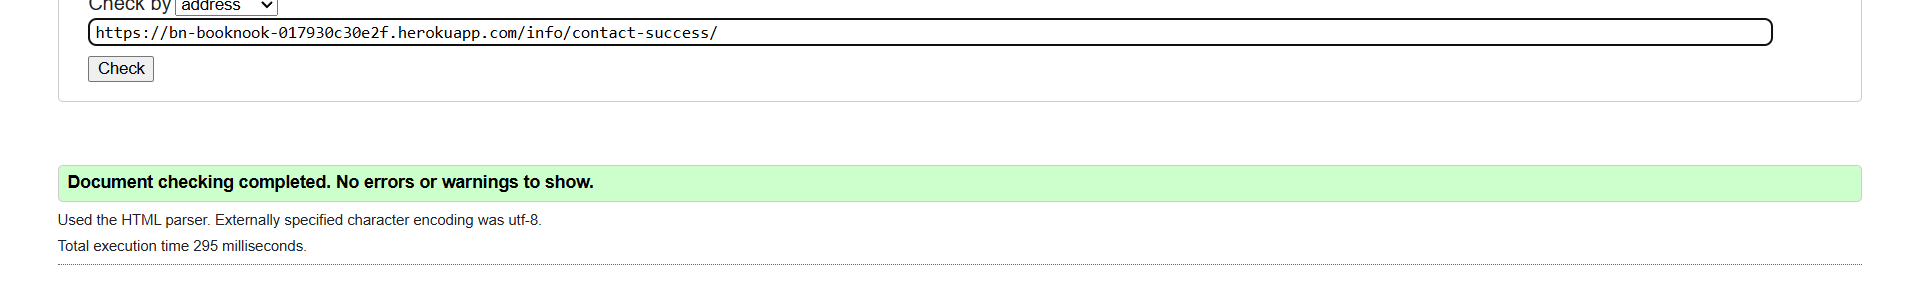 Check by address
https://bn-booknook-017930c30e2f.herokuapp.com/info/contact-success/
Check
Document checking completed. No errors or warnings to show.
Used the HTML parser. Externally specified character encoding was utf-8.
Total execution time 295 milliseconds.